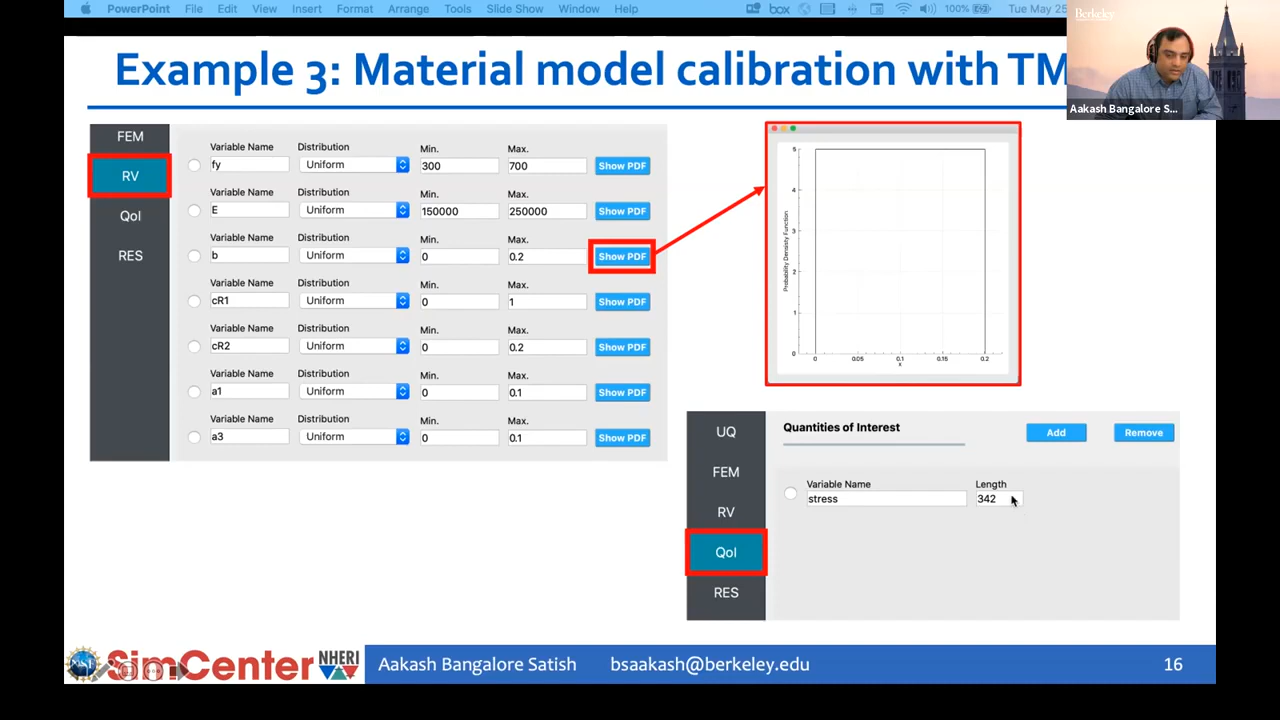 PowerPoint File Edit View Insert Format Arrange Tools Slide Show Window Help box 100% Tue May 25
Berkeley
Aakash Bangalore S...
Example 3: Material model calibration with TM
FEM
RV
QoI
RES
Variable Name Distribution Min. Max.
fy Uniform 300 700 Show PDF
Variable Name Distribution Min. Max.
E Uniform 150000 250000 Show PDF
Variable Name Distribution Min. Max.
b Uniform 0 0.2 Show PDF
Variable Name Distribution Min. Max.
cR1 Uniform 0 1 Show PDF
Variable Name Distribution Min. Max.
cR2 Uniform 0 0.2 Show PDF
Variable Name Distribution Min. Max.
a1 Uniform 0 0.1 Show PDF
Variable Name Distribution Min. Max.
a3 Uniform 0 0.1 Show PDF
Probability Densisty Function
5
4
3
2
1
0
0 0.05 0.1 0.15 0.2
x
UQ
FEM
RV
QoI
RES
Quantities of Interest Add Remove
Variable Name Length
stress 342
NSF SimCenter NHERI Aakash Bangalore Satish bsaakash@berkeley.edu 16